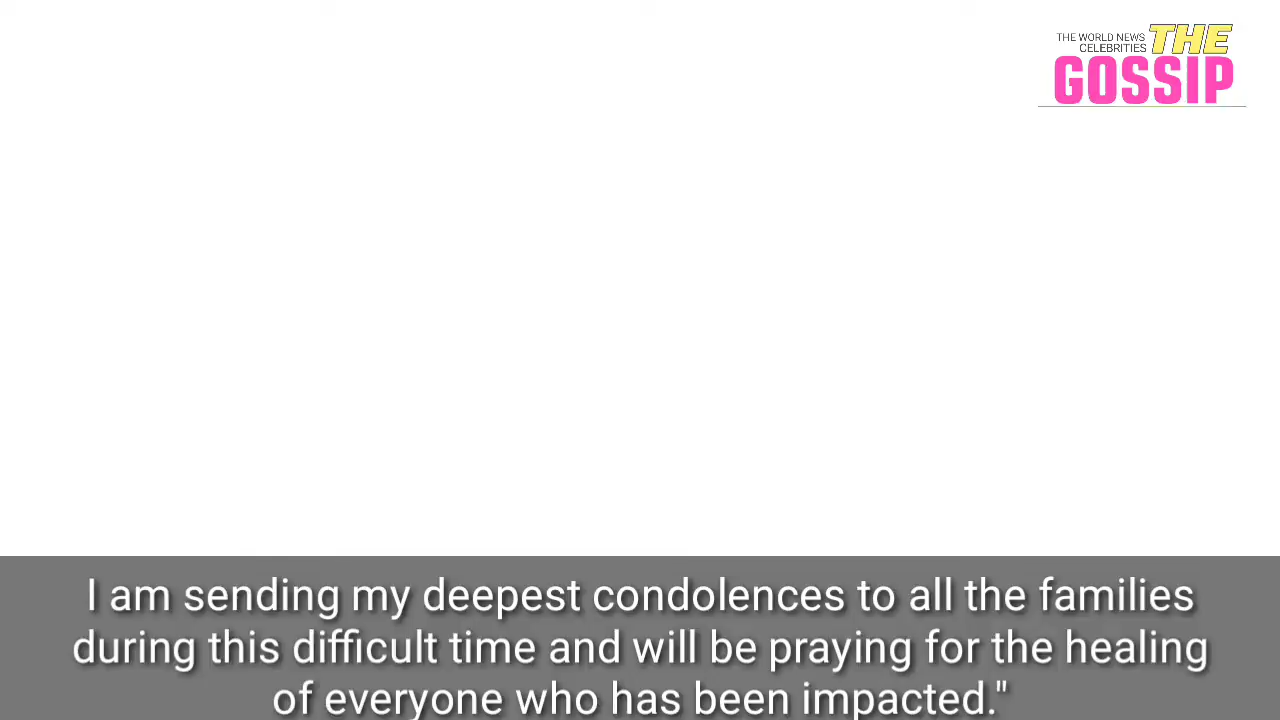 THE WORLD NEWS
CELEBRITIES
THE
GOSSIP
I am sending my deepest condolences to all the families
during this difficult time and will be praying for the healing
of everyone who has been impacted."